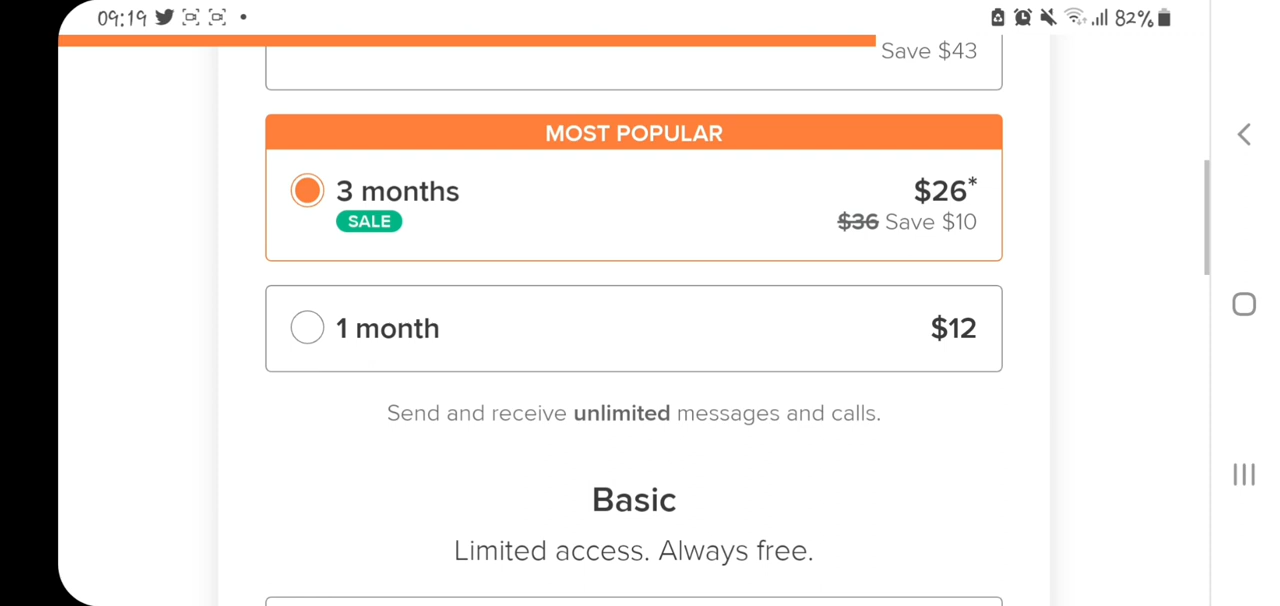 09:19 82%
Save $43
MOST POPULAR
3 months $26*
SALE $36 Save $10
1 month $12
Send and receive unlimited messages and calls.
Basic
Limited access. Always free.